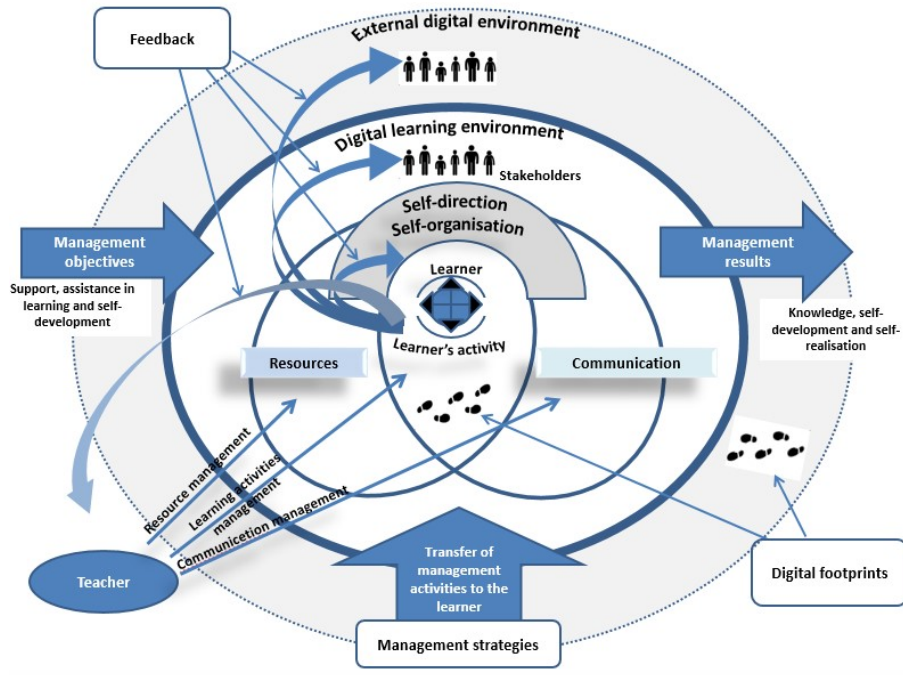 Feedback
External digital environment
Digital learning environment
Stakeholders
Self-direction
Self-organisation
Management
objectives
Support, assistance in
learning and self-
development
Management
results
Knowledge, self-
development and self-
realisation
Learner
Learner's activity
Resources
Communication
Resource management
Learning activities
management
Communicetion management
Teacher
Transfer of
management
activities to the
learner
Management strategies
Digital footprints